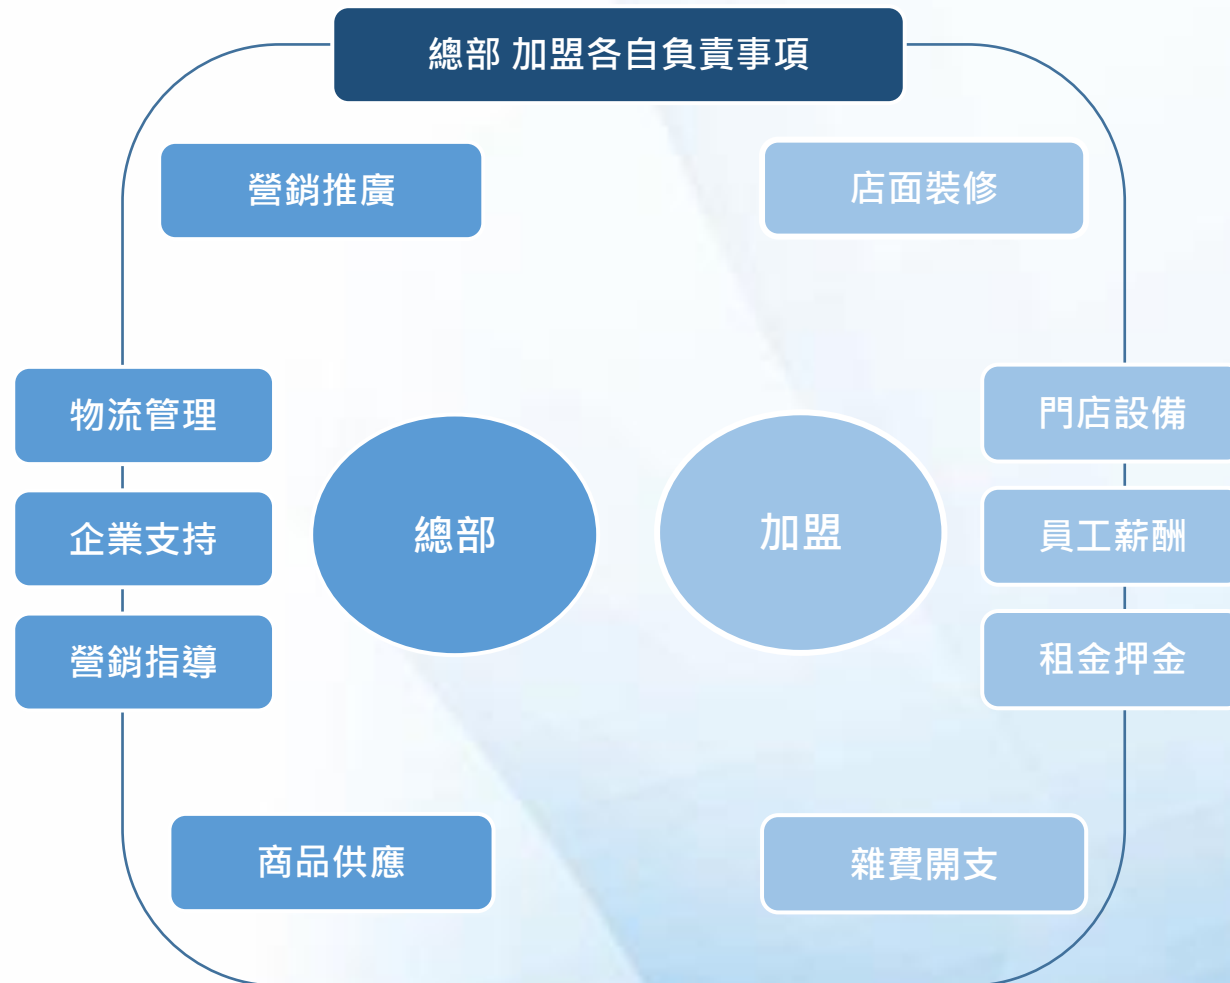 總部 加盟各自負責事項
營銷推廣
店面裝修
物流管理
門店設備
總部
加盟
企業支持
員工薪酬
營銷指導
租金押金
商品供應
雜費開支